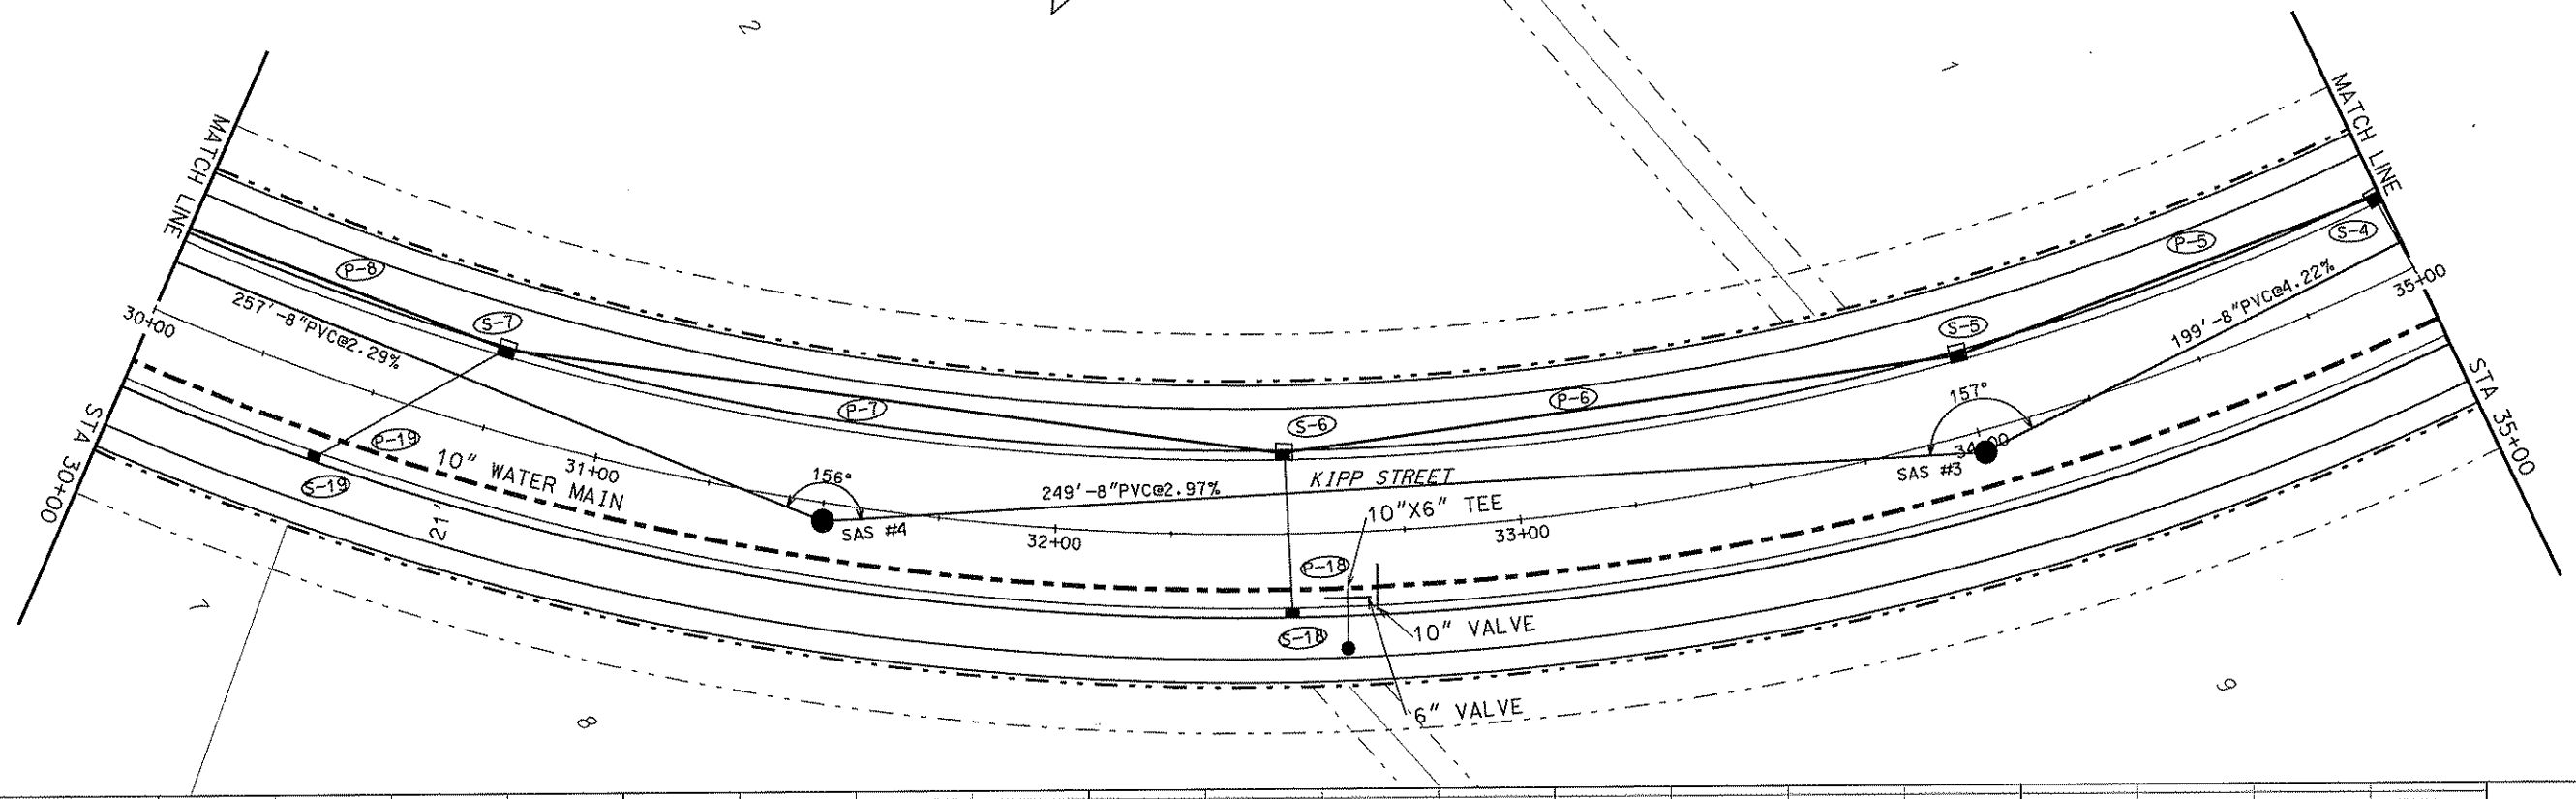 2
1
MATCH LINE
MATCH LINE
P-8
S-7
257'-8"PVC@2.29%
30+00
P-7
S-6
P-6
S-5
P-5
S-4
199'-8"PVC@4.22%
35+00
157°
34+00
SAS #3
STA 30+00
STA 35+00
P-19
S-19
21'
10" WATER MAIN
31+00
156°
SAS #4
249'-8"PVC@2.97%
32+00
KIPP STREET
10"X6" TEE
33+00
P-18
S-18
10" VALVE
6" VALVE
7
8
9